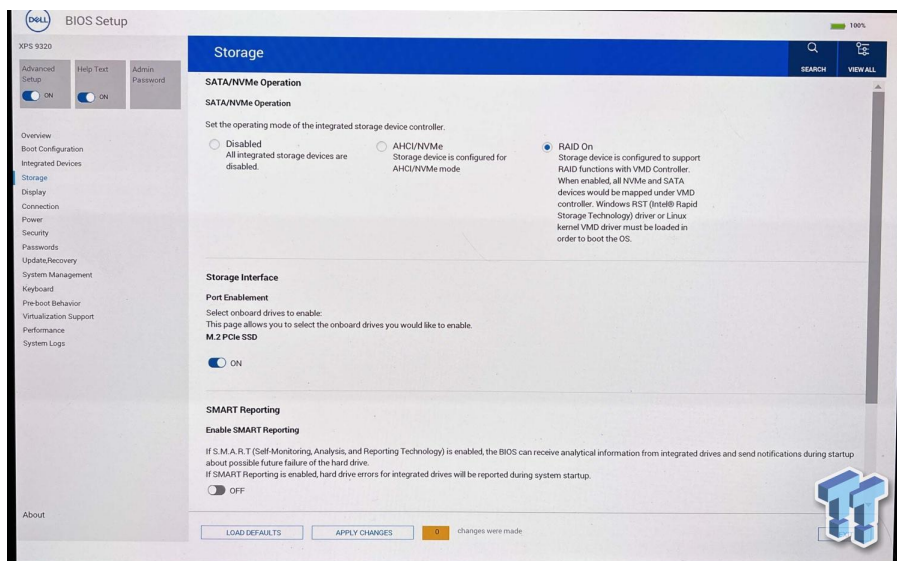 DELL
BIOS Setup
100%
XPS 9320
Advanced Setup
ON
Help Text
ON
Admin Password
Storage
SEARCH
VIEW ALL
Overview
Boot Configuration
Integrated Devices
Storage
Display
Connection
Power
Security
Passwords
Update,Recovery
System Management
Keyboard
Pre-boot Behavior
Virtualization Support
Performance
System Logs
About
SATA/NVMe Operation
SATA/NVMe Operation
Set the operating mode of the integrated storage device controller.
Disabled
All integrated storage devices are
disabled.
AHCI/NVMe
Storage device is configured for
AHCI/NVMe mode
RAID On
Storage device is configured to support
RAID functions with VMD Controller.
When enabled, all NVMe and SATA
devices would be mapped under VMD
controller. Windows RST (Intel® Rapid
Storage Technology) driver or Linux
kernel VMD driver must be loaded in
order to boot the OS.
Storage Interface
Port Enablement
Select onboard drives to enable:
This page allows you to select the onboard drives you would like to enable.
M.2 PCIe SSD
ON
SMART Reporting
Enable SMART Reporting
If S.M.A.R.T (Self-Monitoring, Analysis, and Reporting Technology) is enabled, the BIOS can receive analytical information from integrated drives and send notifications during startup
about possible future failure of the hard drive.
If SMART Reporting is enabled, hard drive errors for integrated drives will be reported during system startup.
OFF
LOAD DEFAULTS
APPLY CHANGES
0
changes were made